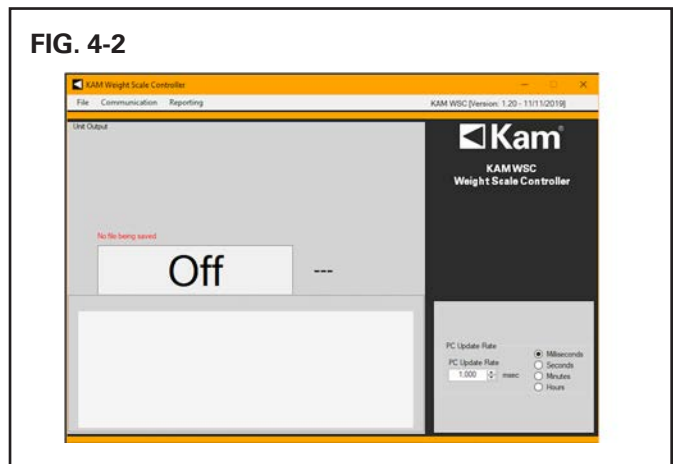 FIG. 4-2
KAM Weight Scale Controller
File Communication Reporting
KAM WSC [Version: 1.20 - 11/11/2019]
Unit Output
Kam
KAM WSC
Weight Scale Controller
No file being saved
Off ---
PC Update Rate
PC Update Rate
1,000 msec
Milliseconds
Seconds
Minutes
Hours